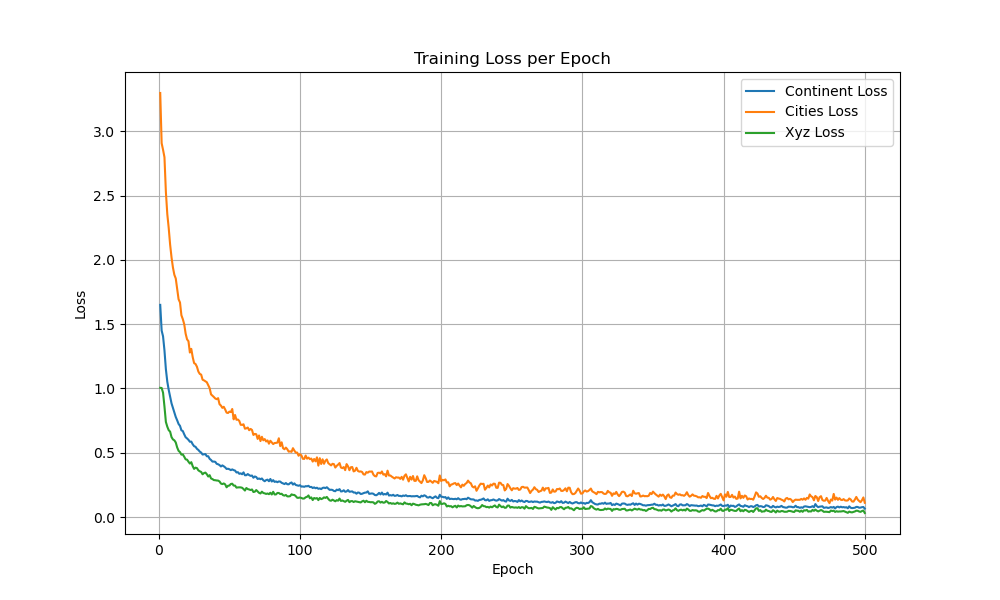 Training Loss per Epoch
Continent Loss
Cities Loss
Xyz Loss
Loss
3.0
2.5
2.0
1.5
1.0
0.5
0.0
0 100 200 300 400 500
Epoch